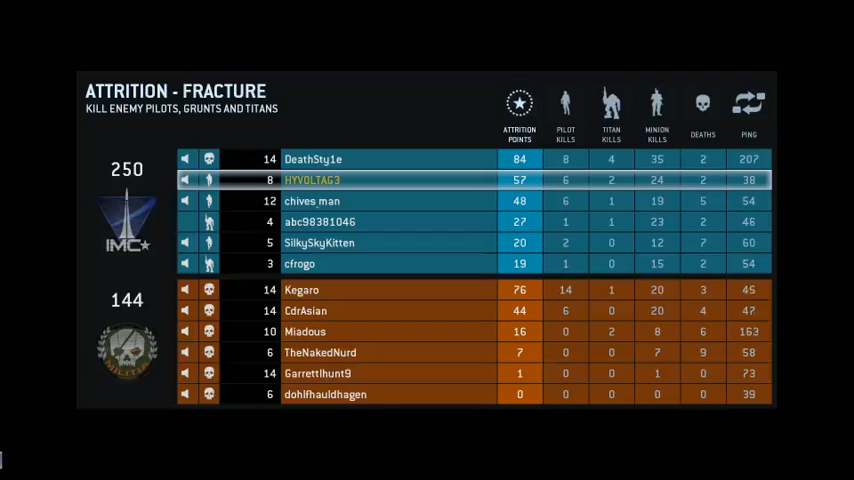 ATTRITION - FRACTURE
KILL ENEMY PILOTS, GRUNTS AND TITANS
ATTRITION POINTS PILOT KILLS TITAN KILLS MINION KILLS DEATHS PING
250
IMC
14 DeathSty1e 84 8 4 35 2 207
8 HYVOLTAG3 57 6 2 24 2 38
12 chives_man 48 6 1 19 5 54
4 abc98381046 27 1 1 23 2 46
5 SilkySkyKitten 20 2 0 12 7 60
3 cfrogo 19 1 0 15 2 54
144
MILITIA
14 Kegaro 76 14 1 20 3 45
14 CdrAsian 44 6 0 20 4 47
10 Miadous 16 0 2 8 6 163
6 TheNakedNurd 7 0 0 7 9 58
14 GarrettIhunt9 1 0 0 1 0 73
6 dohlfhauldhagen 0 0 0 0 0 39